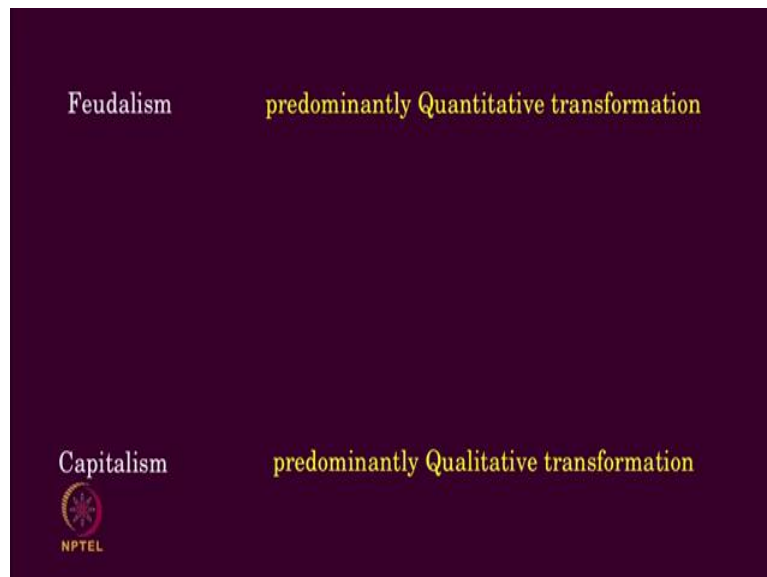 Feudalism predominantly Quantitative transformation
Capitalism predominantly Qualitative transformation
NPTEL